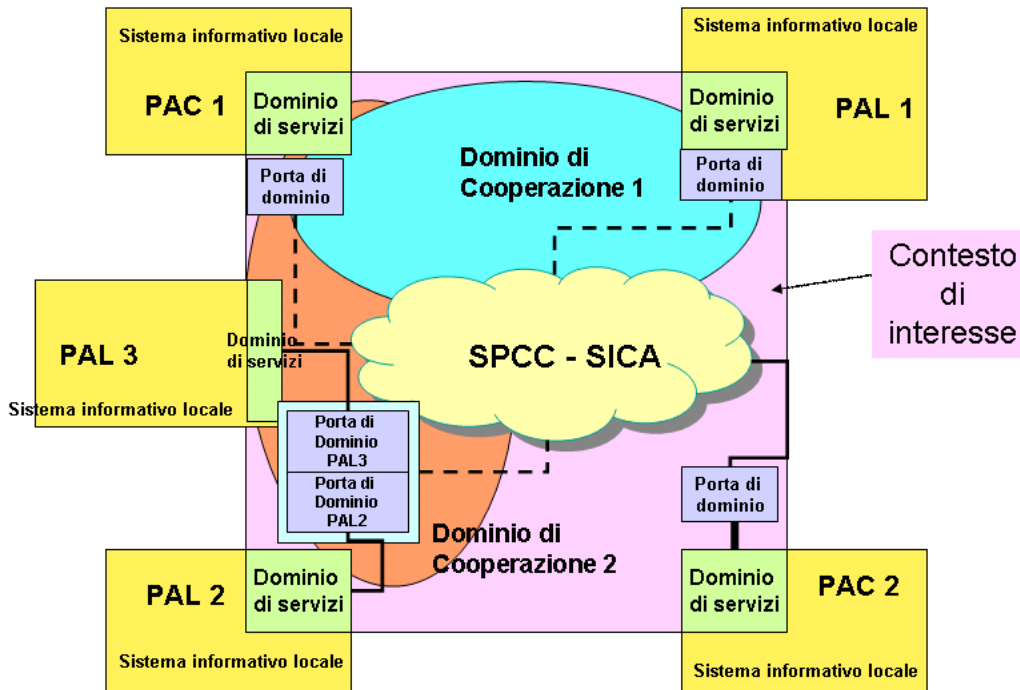 Sistema informativo locale
PAC 1
Dominio
di servizi
Porta di
dominio
Sistema informativo locale
PAL 1
Dominio
di servizi
Porta di
dominio
Dominio di
Cooperazione 1
Contesto
di
interesse
PAL 3
Dominio
di servizi
Sistema informativo locale
SPCC - SICA
Porta di
Dominio
PAL3
Porta di
Dominio
PAL2
Dominio di
Cooperazione 2
Porta di
dominio
PAL 2
Dominio
di servizi
Sistema informativo locale
Dominio
di servizi
PAC 2
Sistema informativo locale